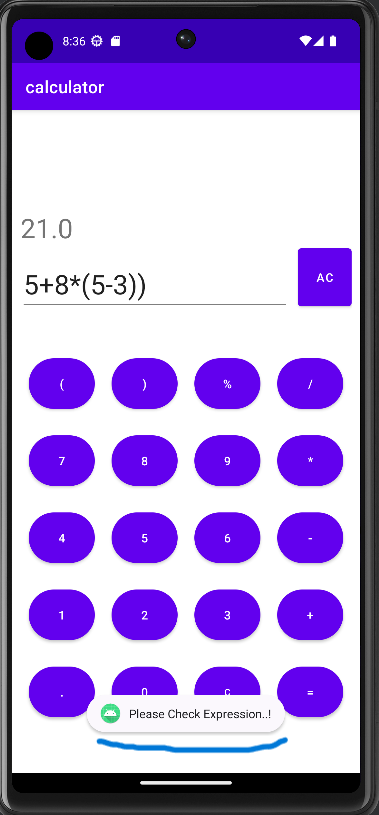 8:36
calculator
21.0
5+8*(5-3))
AC
( ) % /
7 8 9 *
4 5 6 -
1 2 3 +
. 0 C =
Please Check Expression..!